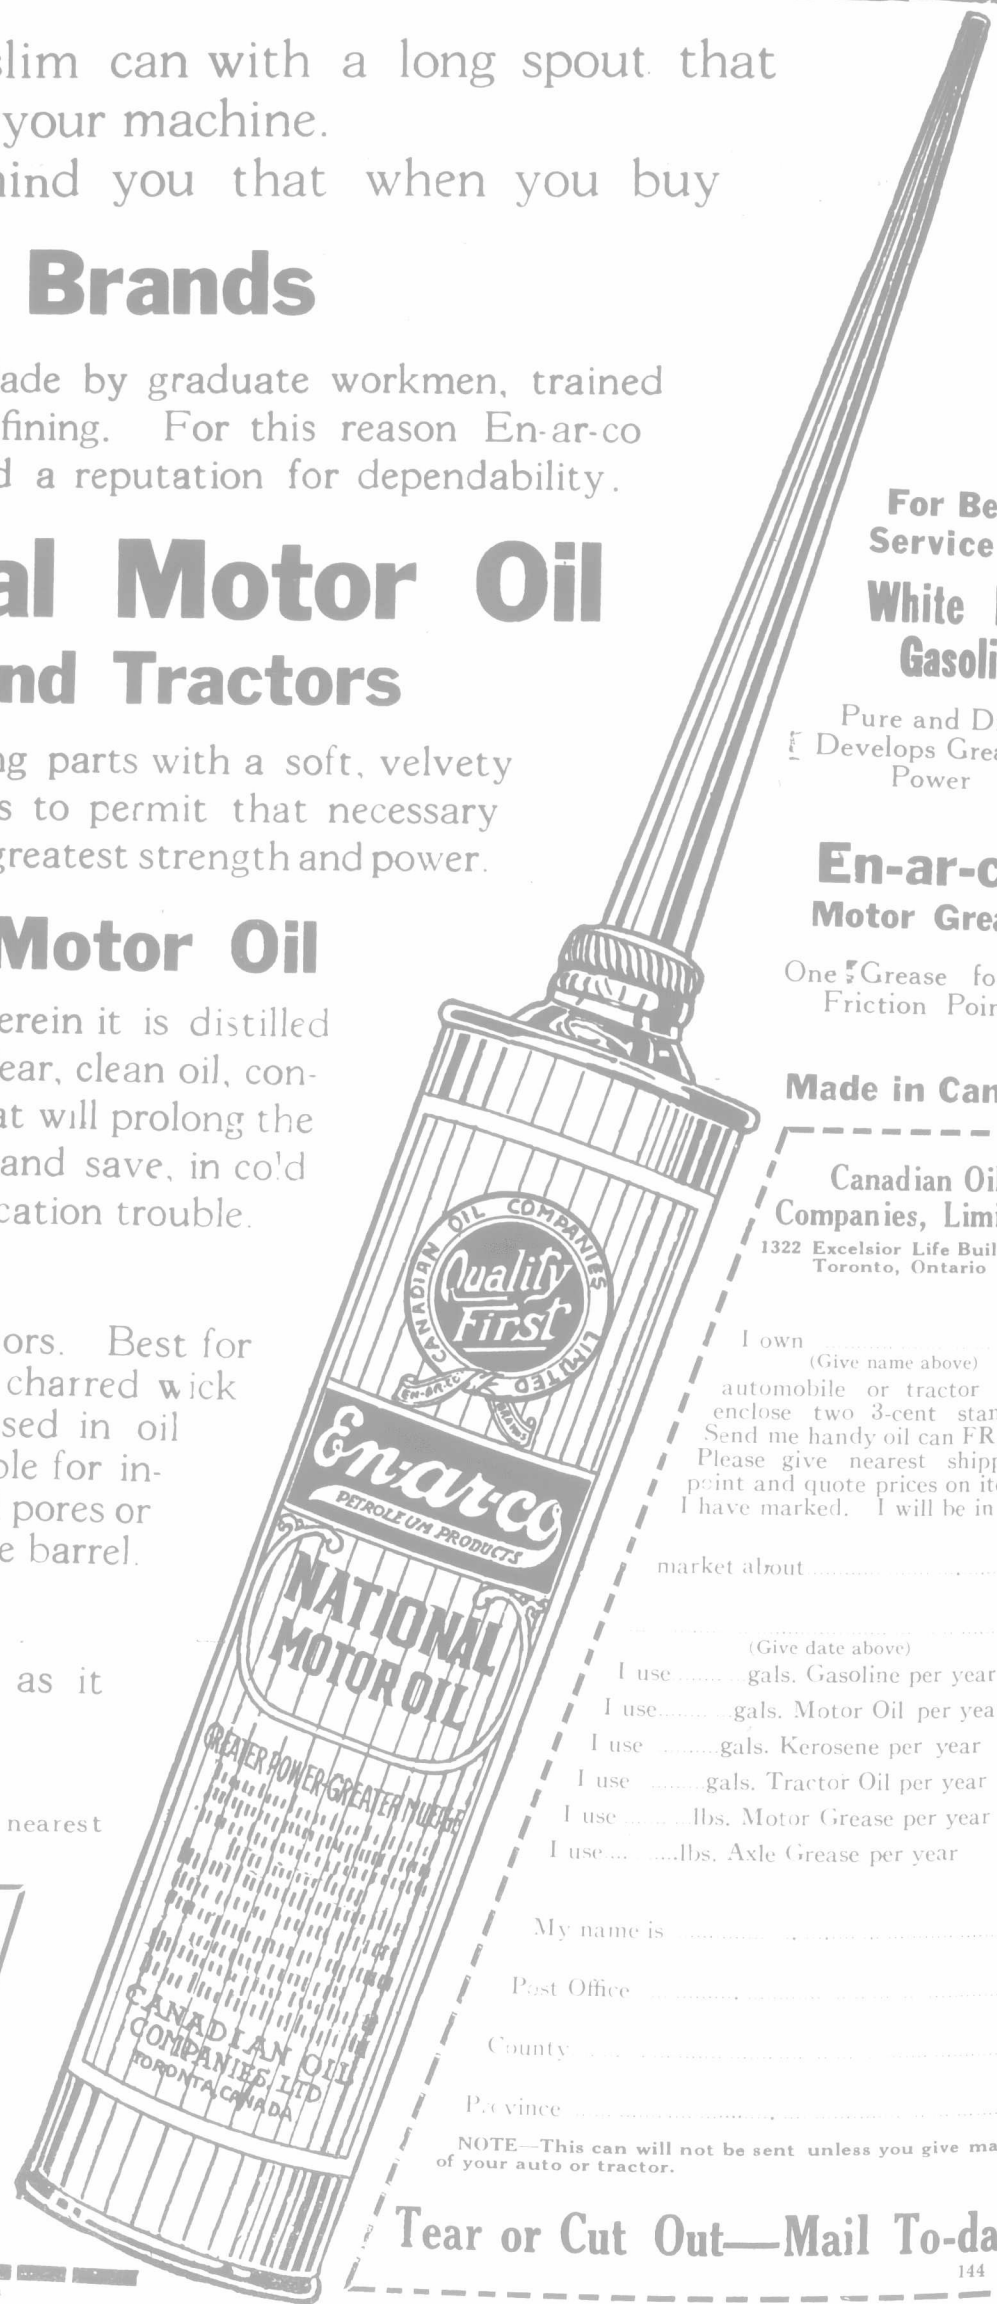 slim can with a long spout that
your machine.
ind you that when you buy
Brands
ade by graduate workmen, trained
fining. For this reason En-ar-co
d a reputation for dependability.
al Motor Oil
nd Tractors
ng parts with a soft, velvety
s to permit that necessary
greatest strength and power.
Motor Oil
erein it is distilled
ear, clean oil, con-
at will prolong the
and save, in cold
cation trouble.
ors. Best for
charred wick
sed in oil
ble for in-
pores or
e barrel.
as it
nearest
CANADIAN OIL COMPANIES LIMITED
Quality
First
EN-AR-CO
En-ar-co
PETROLEUM PRODUCTS
NATIONAL
MOTOR OIL
GREATER POWER-GREATER MILEAGE
CANADIAN OIL
COMPANIES, LTD
TORONTO, CANADA
For Be
Service
White
Gasoli
Pure and D
Develops Grea
Power
En-ar-c
Motor Grea
One Grease fo
Friction Poin
Made in Can
Canadian Oil
Companies, Limi
1322 Excelsior Life Buil
Toronto, Ontario
I own
(Give name above)
automobile or tractor
enclose two 3-cent star
Send me handy oil can FR
Please give nearest shipp
point and quote prices on ite
I have marked. I will be in
market about
(Give date above)
I use gals. Gasoline per year
I use gals. Motor Oil per yea
I use gals. Kerosene per year
I use gals. Tractor Oil per year
I use lbs. Motor Grease per year
I use lbs. Axle Grease per year
My name is
Post Office
County
Province
NOTE—This can will not be sent unless you give ma
of your auto or tractor.
Tear or Cut Out—Mail To-da
144